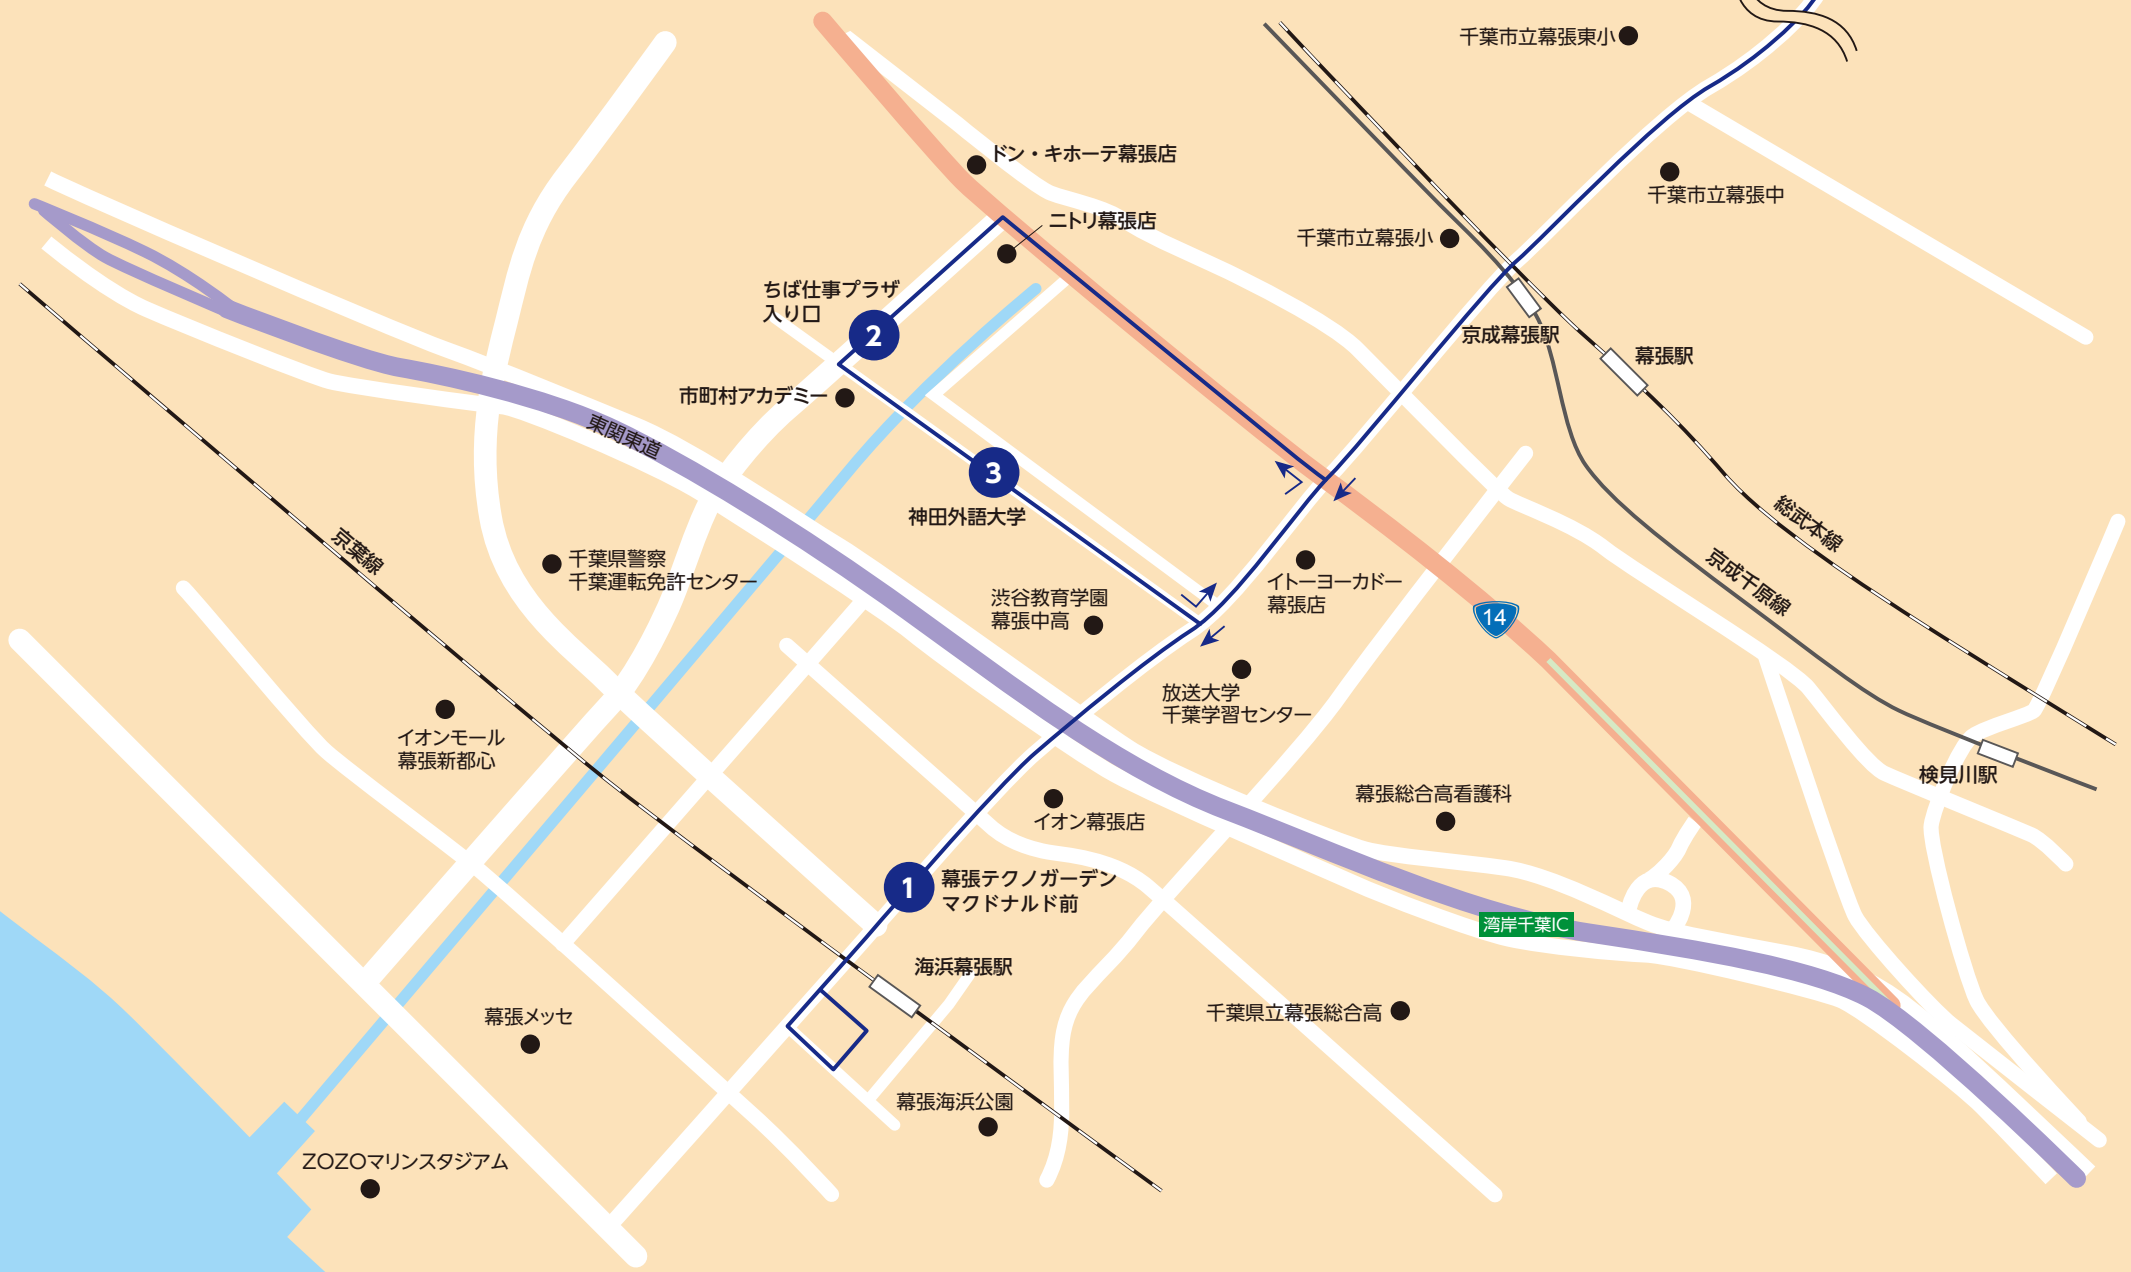 千葉市立幕張東小
ドン・キホーテ幕張店
千葉市立幕張中
ニトリ幕張店
千葉市立幕張小
ちば仕事プラザ
入り口
2
京成幕張駅
幕張駅
市町村アカデミー
東関東道
3
神田外語大学
総武本線
京葉線
千葉県警察
千葉運転免許センター
京成千原線
イトーヨーカドー
幕張店
渋谷教育学園
幕張中高
14
放送大学
千葉学習センター
イオンモール
幕張新都心
検見川駅
幕張総合高看護科
イオン幕張店
1
幕張テクノガーデン
マクドナルド前
湾岸千葉IC
海浜幕張駅
幕張メッセ
千葉県立幕張総合高
幕張海浜公園
ZOZOマリンスタジアム